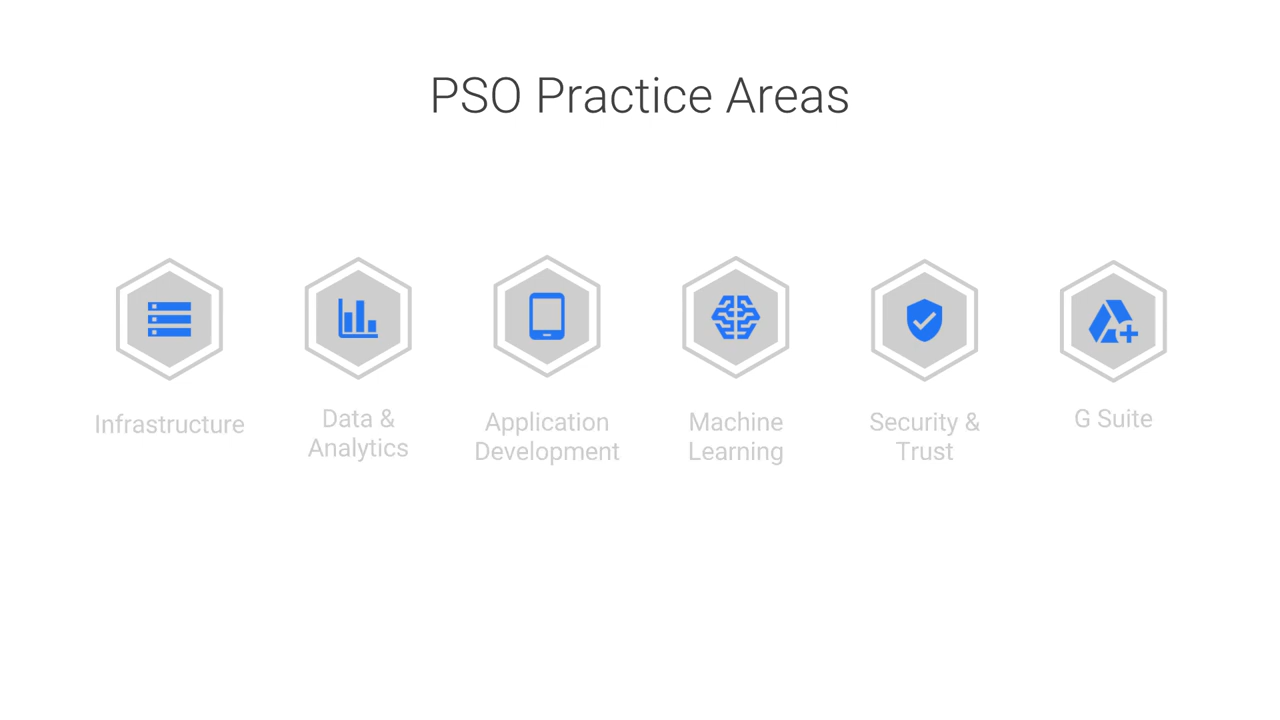 PSO Practice Areas
Infrastructure
Data &
Analytics
Application
Development
Machine
Learning
Security &
Trust
G Suite